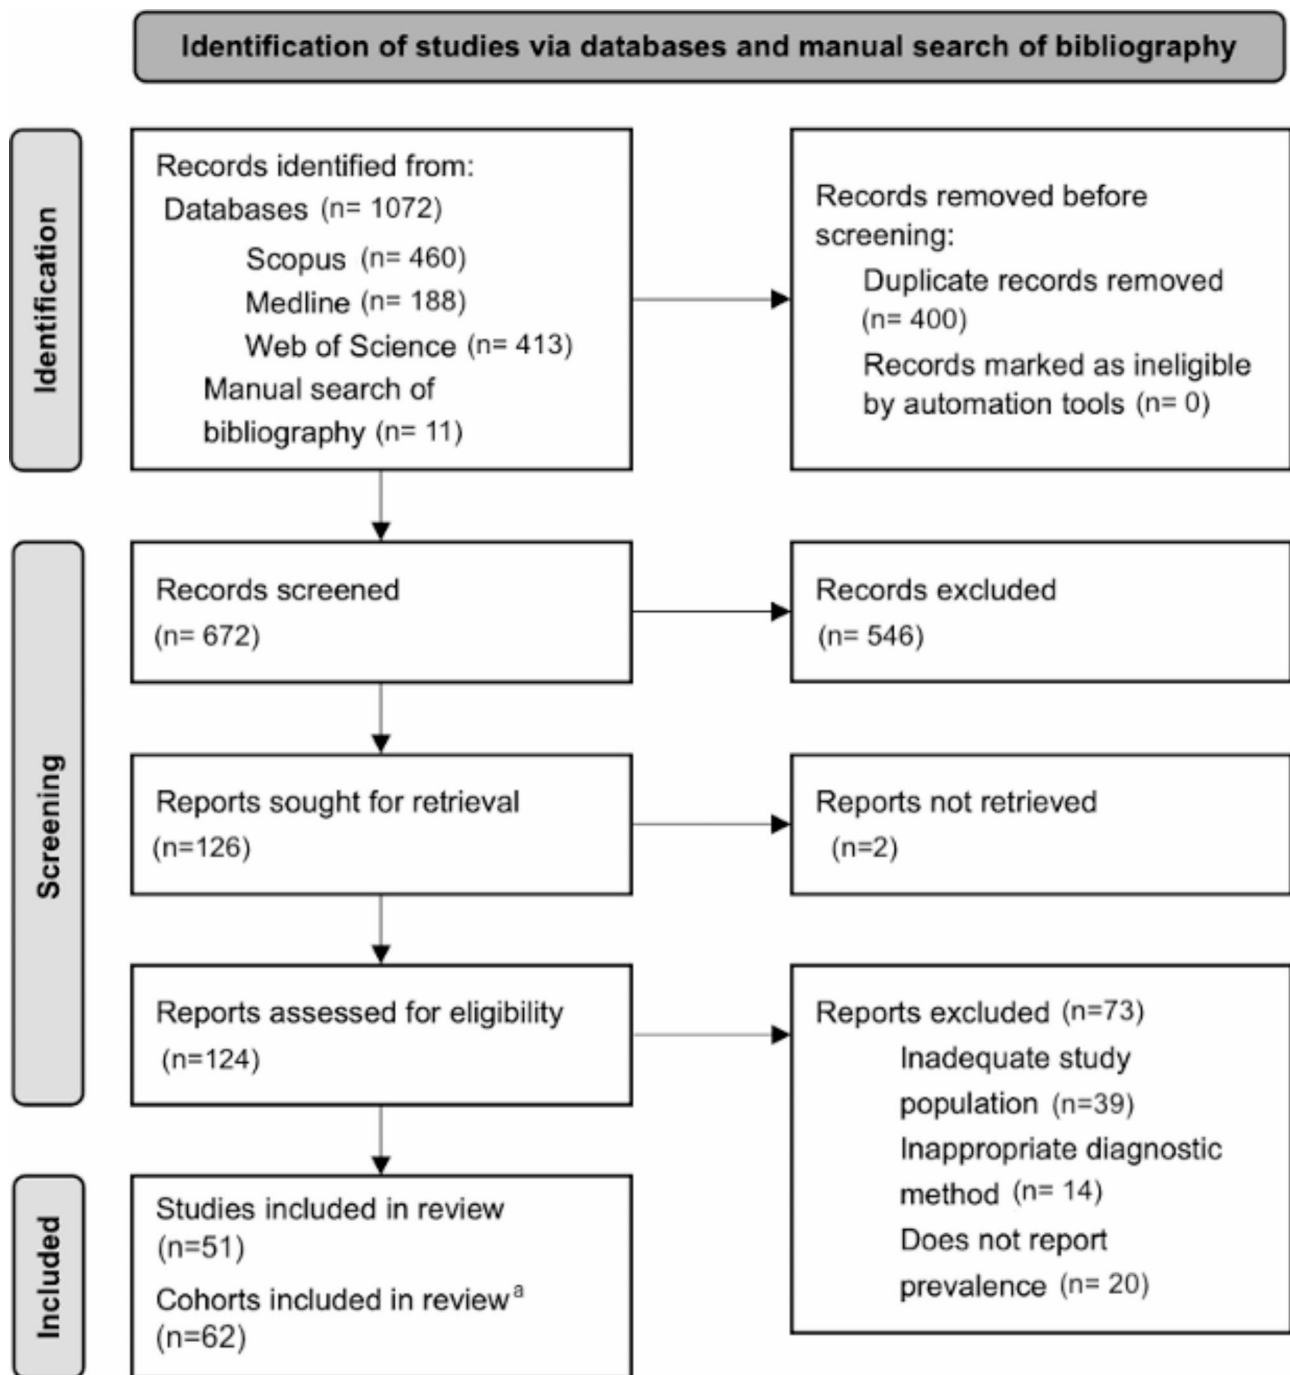 Identification of studies via databases and manual search of bibliography
Identification
Records identified from:
Databases (n= 1072)
Scopus (n= 460)
Medline (n= 188)
Web of Science (n= 413)
Manual search of
bibliography (n= 11)
Records removed before
screening:
Duplicate records removed
(n= 400)
Records marked as ineligible
by automation tools (n= 0)
Screening
Records screened
(n= 672)
Records excluded
(n= 546)
Reports sought for retrieval
(n=126)
Reports not retrieved
(n=2)
Reports assessed for eligibility
(n=124)
Reports excluded (n=73)
Inadequate study
population (n=39)
Inappropriate diagnostic
method (n= 14)
Does not report
prevalence (n= 20)
Included
Studies included in review
(n=51)
Cohorts included in review a
(n=62)